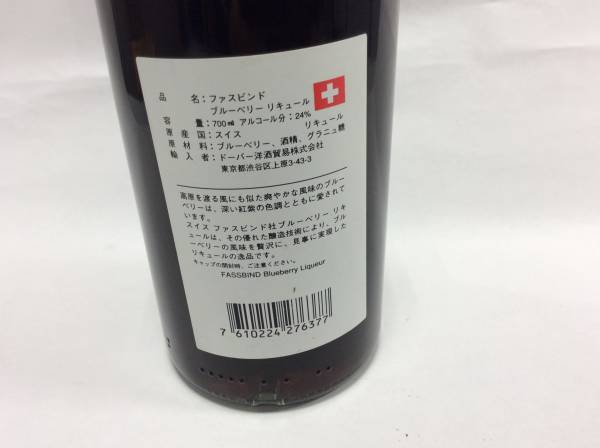 品 名：ファスビンド
ブルーベリー リキュール
容 量：700ml アルコール分：24%
原 産 国：スイス リキュール
原 材 料：ブルーベリー、酒精、グラニュ糖
輸 入 者：ドーバー洋酒貿易株式会社
東京都渋谷区上原3-43-3
高原を渡る風にも似た爽やかな風味のブルー
ベリーは、深い紅紫の色調とともに愛されて
います。
スイス ファスビンド社ブルーベリー リキ
ュールは、その優れた醸造技術により、ブル
ーベリーの風味を贅沢に、見事に実現した
リキュールの逸品です。
キャップの開封時、ご注意ください。
FASSBIND Blueberry Liqueur
7 610224 276377